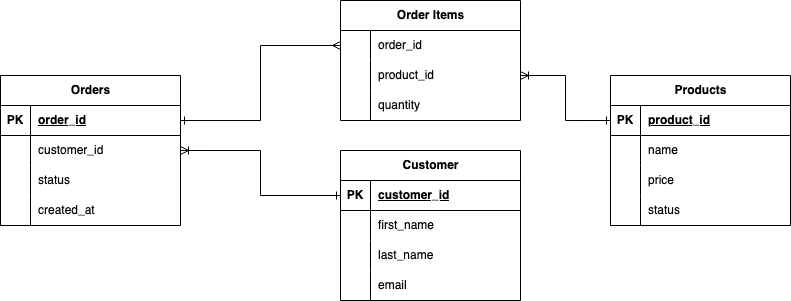 Order Items
order_id
product_id
quantity
Orders
PK order_id
customer_id
status
created_at
Products
PK product_id
name
price
status
Customer
PK customer_id
first_name
last_name
email